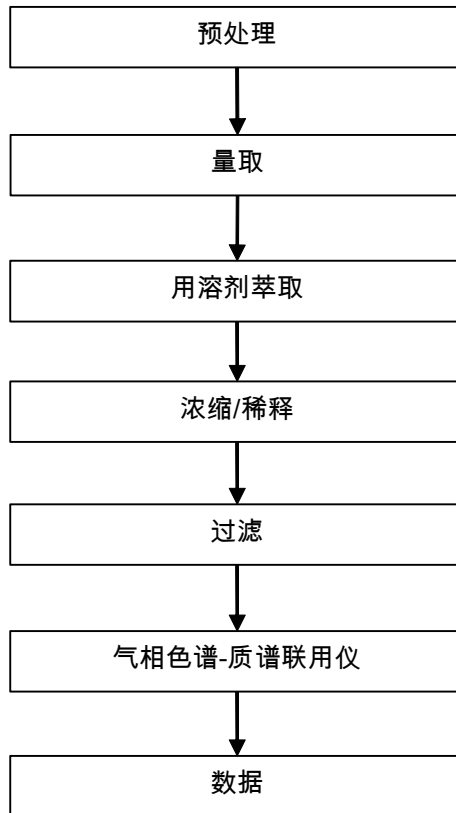 预处理
量取
用溶剂萃取
浓缩/稀释
过滤
气相色谱-质谱联用仪
数据